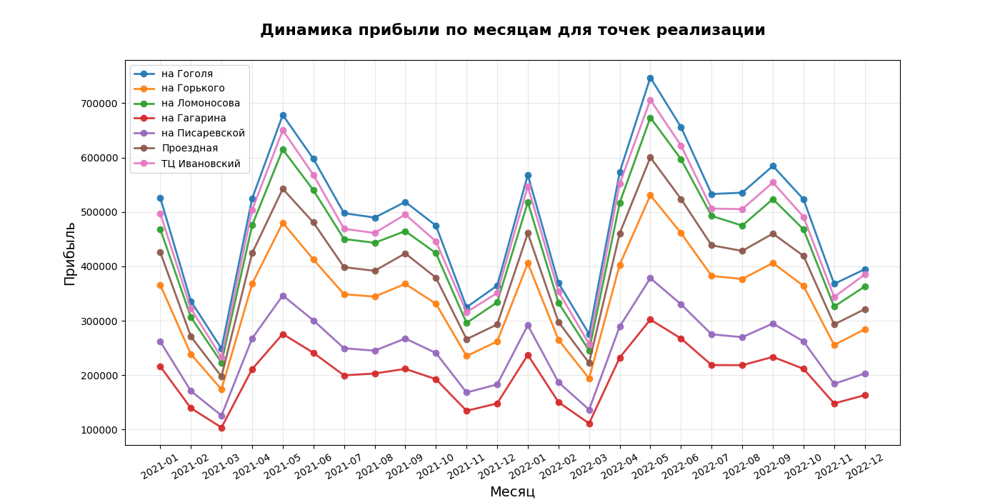 Динамика прибыли по месяцам для точек реализации
на Гоголя
на Горького
на Ломоносова
на Гагарина
на Писаревской
Проездная
ТЦ Ивановский
Прибыль
700000
600000
500000
400000
300000
200000
100000
2021-01 2021-02 2021-03 2021-04 2021-05 2021-06 2021-07 2021-08 2021-09 2021-10 2021-11 2021-12 2022-01 2022-02 2022-03 2022-04 2022-05 2022-06 2022-07 2022-08 2022-09 2022-10 2022-11 2022-12
Месяц